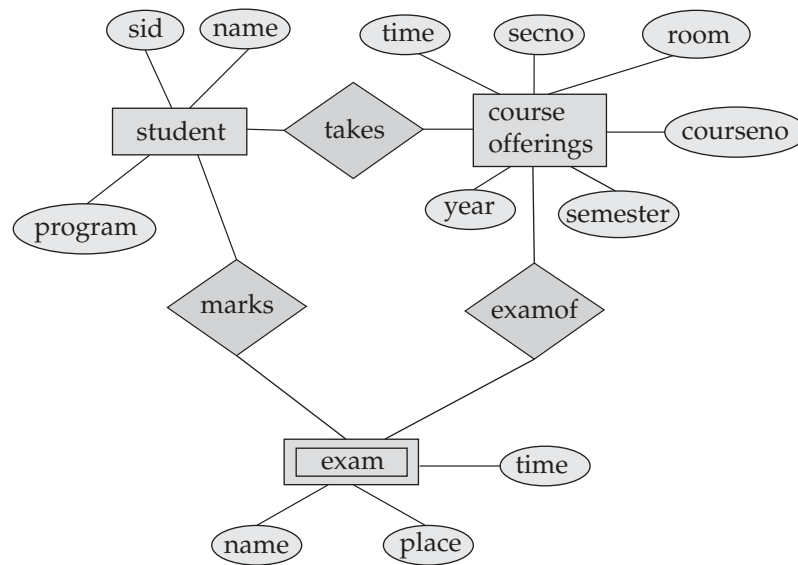 sid
name
time
secno
room
student
takes
course
offerings
courseno
program
year
semester
marks
examof
exam
time
name
place